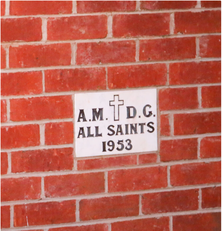 A.M. D.G.
ALL SAINTS
1953